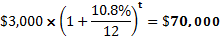 $3,000 × (1 + 10.8%/12)^t = $70,000